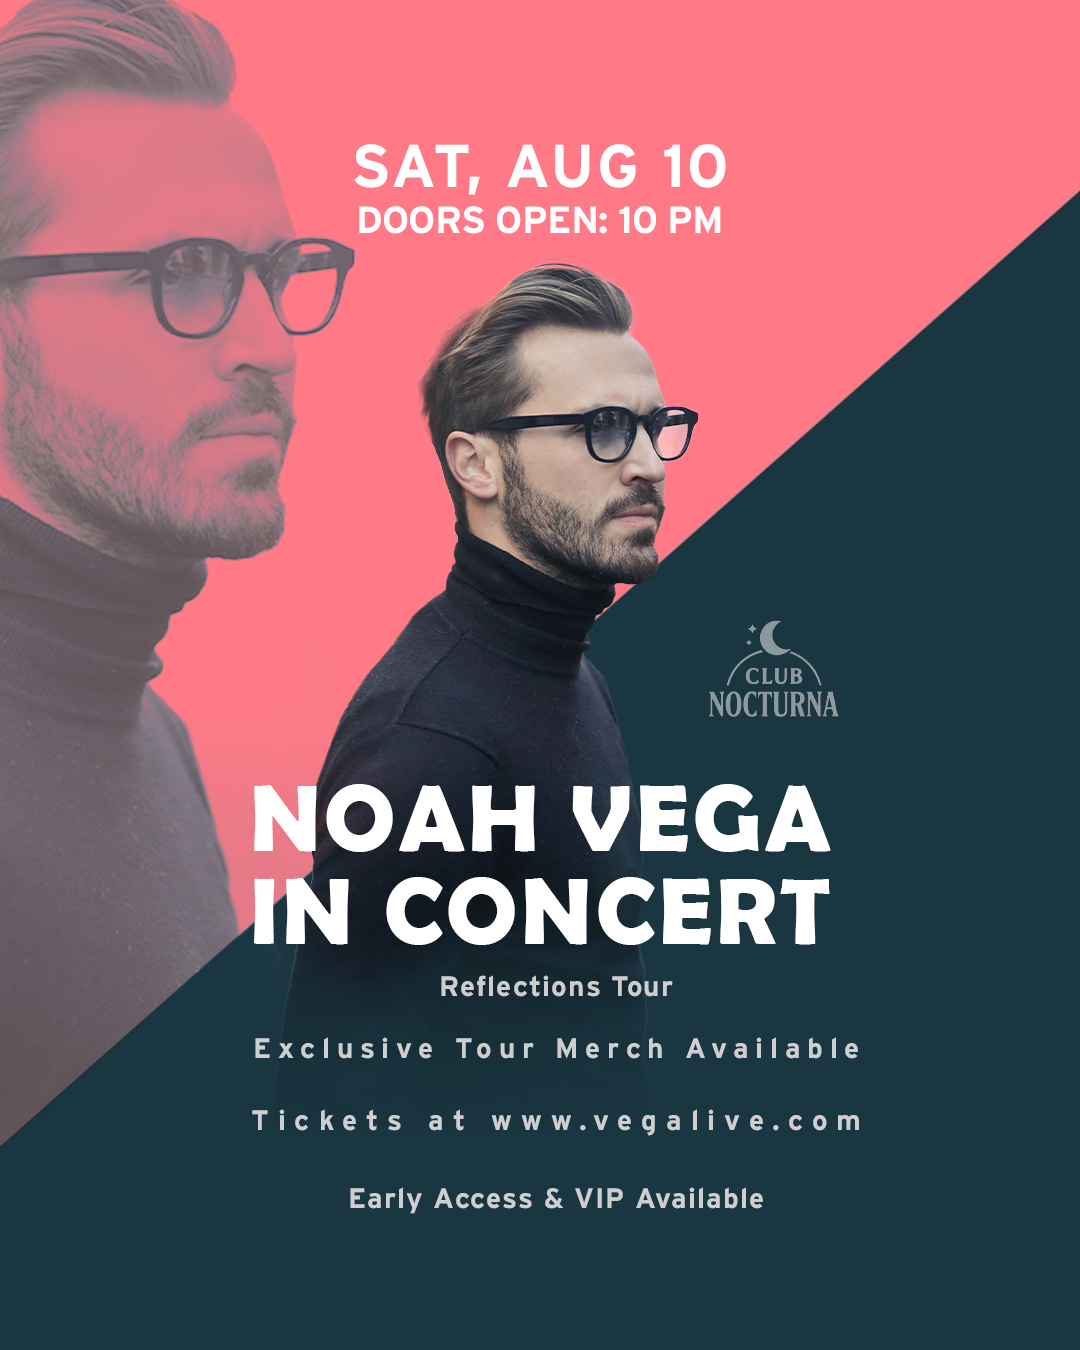 SAT, AUG 10
DOORS OPEN: 10 PM
CLUB
NOCTURNA
NOAH VEGA
IN CONCERT
Reflections Tour
Exclusive Tour Merch Available
Tickets at www.vegalive.com
Early Access & VIP Available